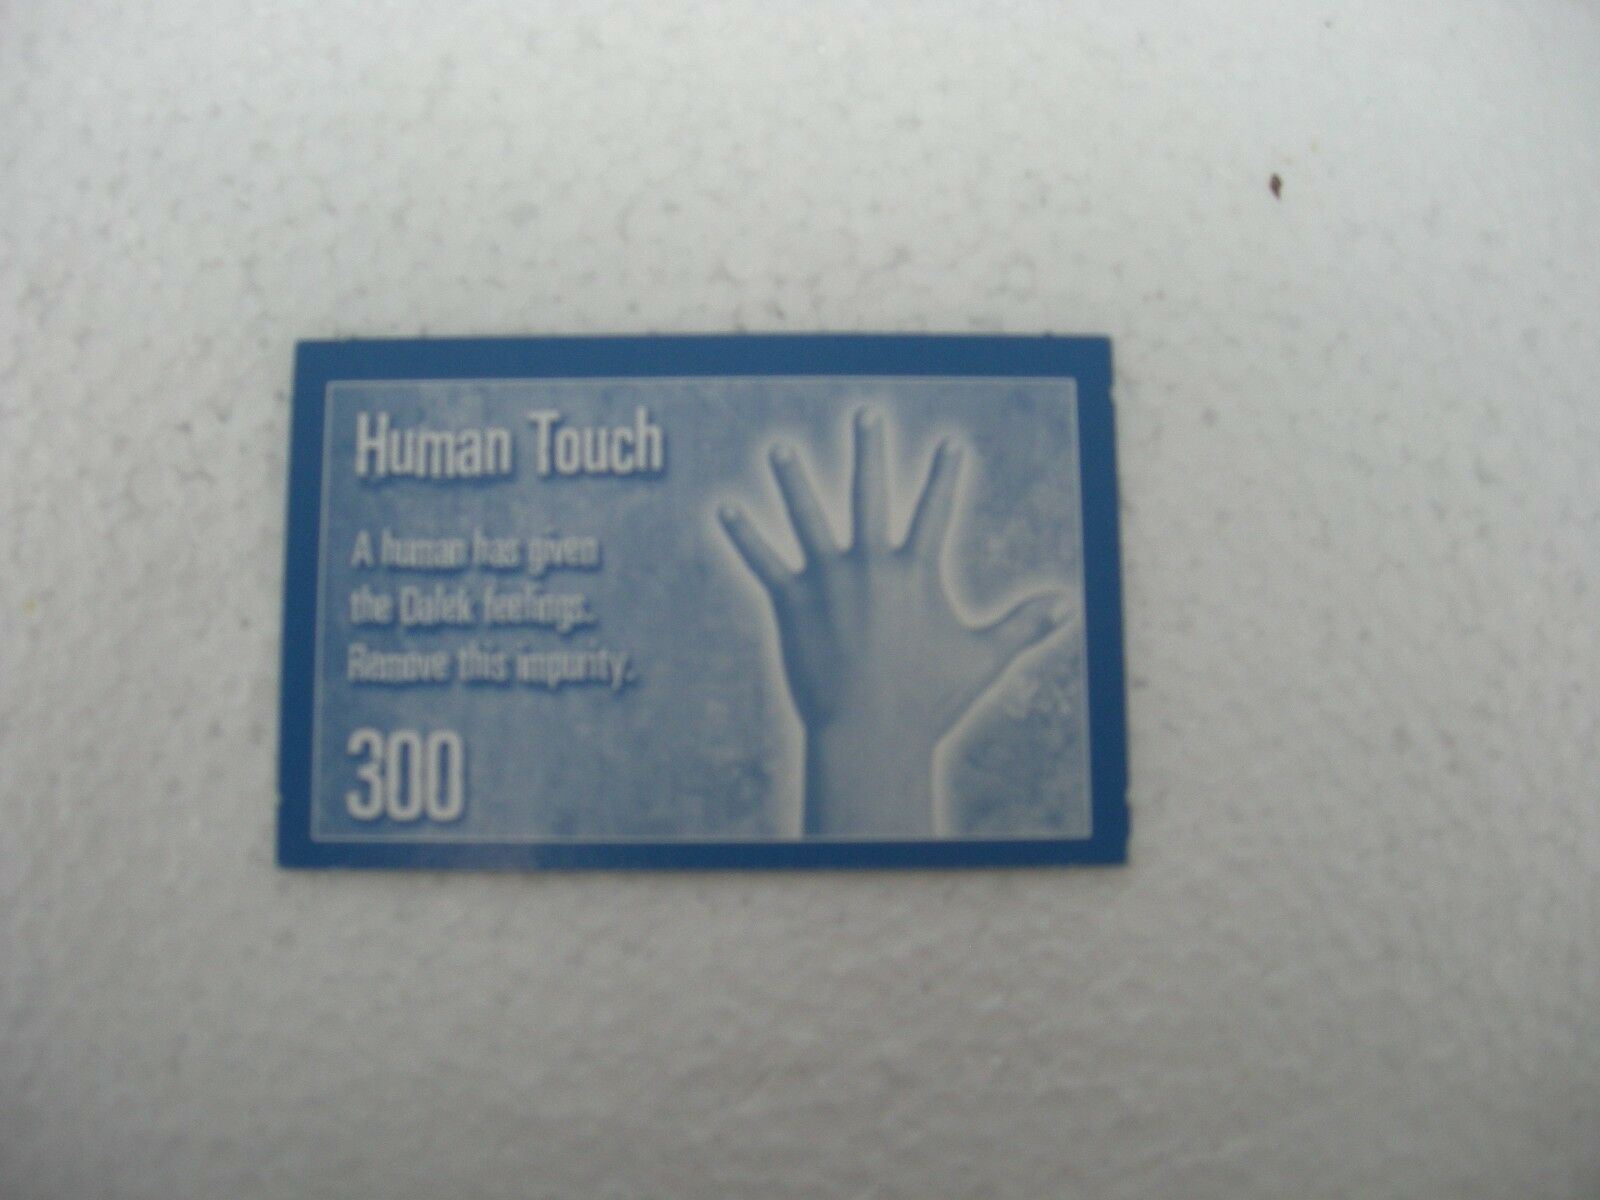 Human Touch
A human has given
the Dalek feelings.
Remove this impurity.
300